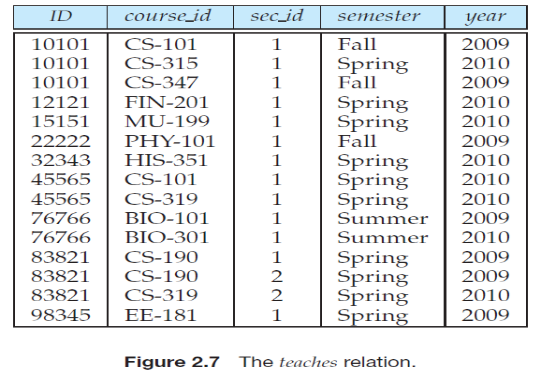 ID course_id sec_id semester year
10101 CS-101 1 Fall 2009
10101 CS-315 1 Spring 2010
10101 CS-347 1 Fall 2009
12121 FIN-201 1 Spring 2010
15151 MU-199 1 Spring 2010
22222 PHY-101 1 Fall 2009
32343 HIS-351 1 Spring 2010
45565 CS-101 1 Spring 2010
45565 CS-319 1 Spring 2010
76766 BIO-101 1 Summer 2009
76766 BIO-301 1 Summer 2010
83821 CS-190 1 Spring 2009
83821 CS-190 2 Spring 2009
83821 CS-319 2 Spring 2010
98345 EE-181 1 Spring 2009
Figure 2.7 The teaches relation.